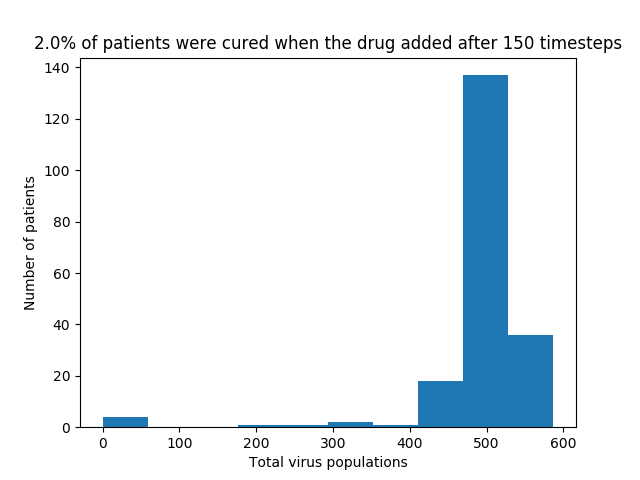 2.0% of patients were cured when the drug added after 150 timesteps
140
120
100
80
60
40
20
0
Number of patients
0 100 200 300 400 500 600
Total virus populations